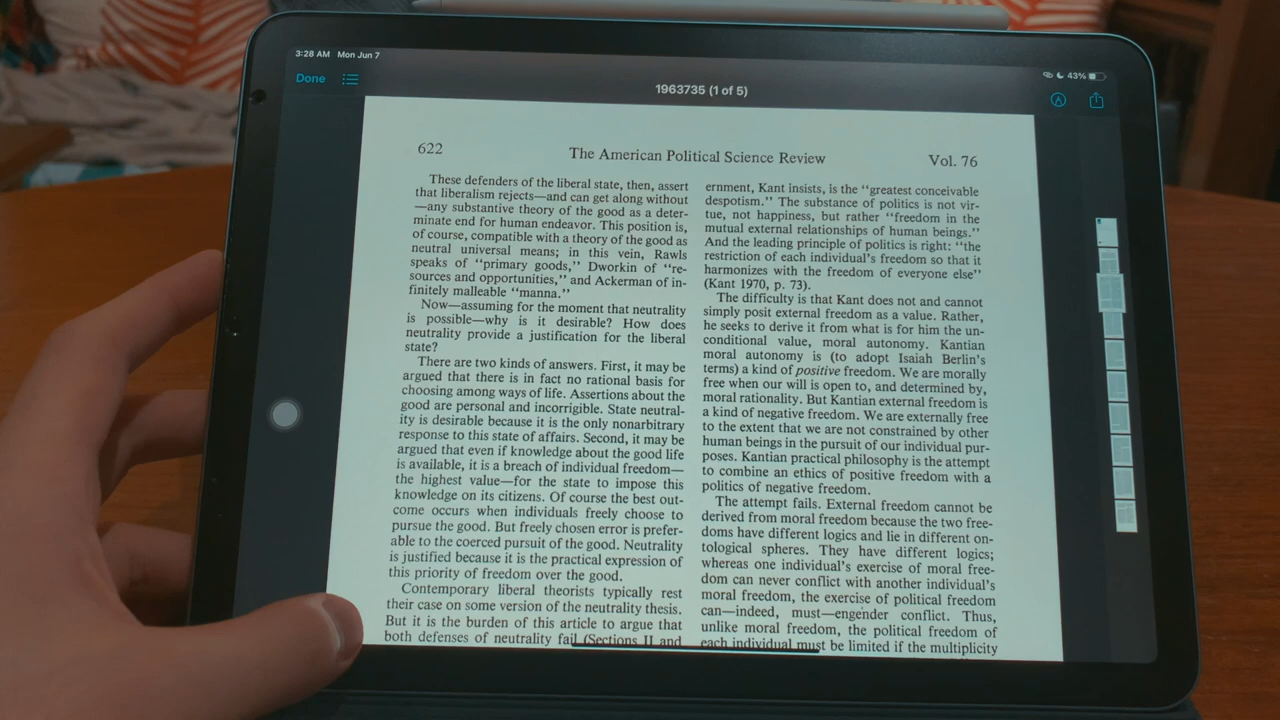 3:28 AM Mon Jun 7
43%
Done
1963735 (1 of 5)
622
The American Political Science Review
Vol. 76
These defenders of the liberal state, then, assert
that liberalism rejects—and can get along without
—any substantive theory of the good as a deter-
minate end for human endeavor. This position is,
of course, compatible with a theory of the good as
neutral universal means; in this vein, Rawls
speaks of “primary goods,” Dworkin of “re-
sources and opportunities,” and Ackerman of in-
finitely malleable “manna.”
Now—assuming for the moment that neutrality
is possible—why is it desirable? How does
neutrality provide a justification for the liberal
state?
There are two kinds of answers. First, it may be
argued that there is in fact no rational basis for
choosing among ways of life. Assertions about the
good are personal and incorrigible. State neutral-
ity is desirable because it is the only nonarbitrary
response to this state of affairs. Second, it may be
argued that even if knowledge about the good life
is available, it is a breach of individual freedom—
the highest value—for the state to impose this
knowledge on its citizens. Of course the best out-
come occurs when individuals freely choose to
pursue the good. But freely chosen error is prefer-
able to the coerced pursuit of the good. Neutrality
is justified because it is the practical expression of
this priority of freedom over the good.
Contemporary liberal theorists typically rest
their case on some version of the neutrality thesis.
But it is the burden of this article to argue that
both defenses of neutrality fail (Sections II and
ernment, Kant insists, is the “greatest conceivable
despotism.” The substance of politics is not vir-
tue, not happiness, but rather “freedom in the
mutual external relationships of human beings.”
And the leading principle of politics is right: “the
restriction of each individual’s freedom so that it
harmonizes with the freedom of everyone else”
(Kant 1970, p. 73).
The difficulty is that Kant does not and cannot
simply posit external freedom as a value. Rather,
he seeks to derive it from what is for him the un-
conditional value, moral autonomy. Kantian
moral autonomy is (to adopt Isaiah Berlin’s
terms) a kind of positive freedom. We are morally
free when our will is open to, and determined by,
moral rationality. But Kantian external freedom is
a kind of negative freedom. We are externally free
to the extent that we are not constrained by other
human beings in the pursuit of our individual pur-
poses. Kantian practical philosophy is the attempt
to combine an ethics of positive freedom with a
politics of negative freedom.
The attempt fails. External freedom cannot be
derived from moral freedom because the two free-
doms have different logics and lie in different on-
tological spheres. They have different logics;
whereas one individual’s exercise of moral free-
dom can never conflict with another individual’s
moral freedom, the exercise of political freedom
can—indeed, must—engender conflict. Thus,
unlike moral freedom, the political freedom of
each individual must be limited if the multiplicity